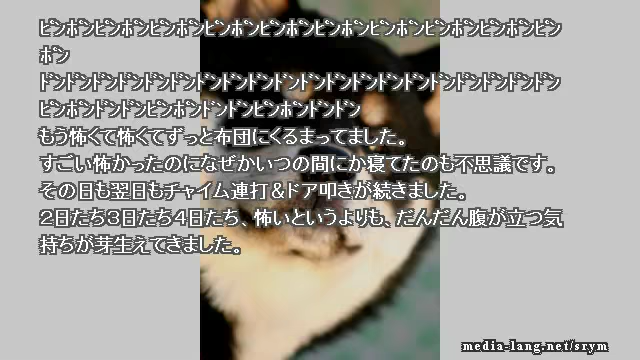 ﾋﾟﾝﾎﾟﾝﾋﾟﾝﾎﾟﾝﾋﾟﾝﾎﾟﾝﾋﾟﾝﾎﾟﾝﾋﾟﾝﾎﾟﾝﾋﾟﾝﾎﾟﾝﾋﾟﾝﾎﾟﾝﾋﾟﾝﾎﾟﾝﾋﾟﾝﾎﾟﾝﾋﾟﾝ
ﾎﾟﾝ
ﾄﾞﾝﾄﾞﾝﾄﾞﾝﾄﾞﾝﾄﾞﾝﾄﾞﾝﾄﾞﾝﾄﾞﾝﾄﾞﾝﾄﾞﾝﾄﾞﾝﾄﾞﾝﾄﾞﾝﾄﾞﾝﾄﾞﾝﾄﾞﾝﾄﾞﾝﾄﾞﾝﾄﾞﾝﾄﾞﾝ
ﾋﾟﾝﾎﾟﾝﾄﾞﾝﾄﾞﾝﾋﾟﾝﾎﾟﾝﾄﾞﾝﾄﾞﾝﾋﾟﾝﾎﾟﾝﾄﾞﾝﾄﾞﾝ
もう怖くて怖くてずっと布団にくるまってました。
すごい怖かったのになぜかいつの間にか寝てたのも不思議です。
その日も翌日もチャイム連打＆ドア叩きが続きました。
２日たち３日たち４日たち、怖いというよりも、だんだん腹が立つ気
持ちが芽生えてきました。
media-lang.net/srym